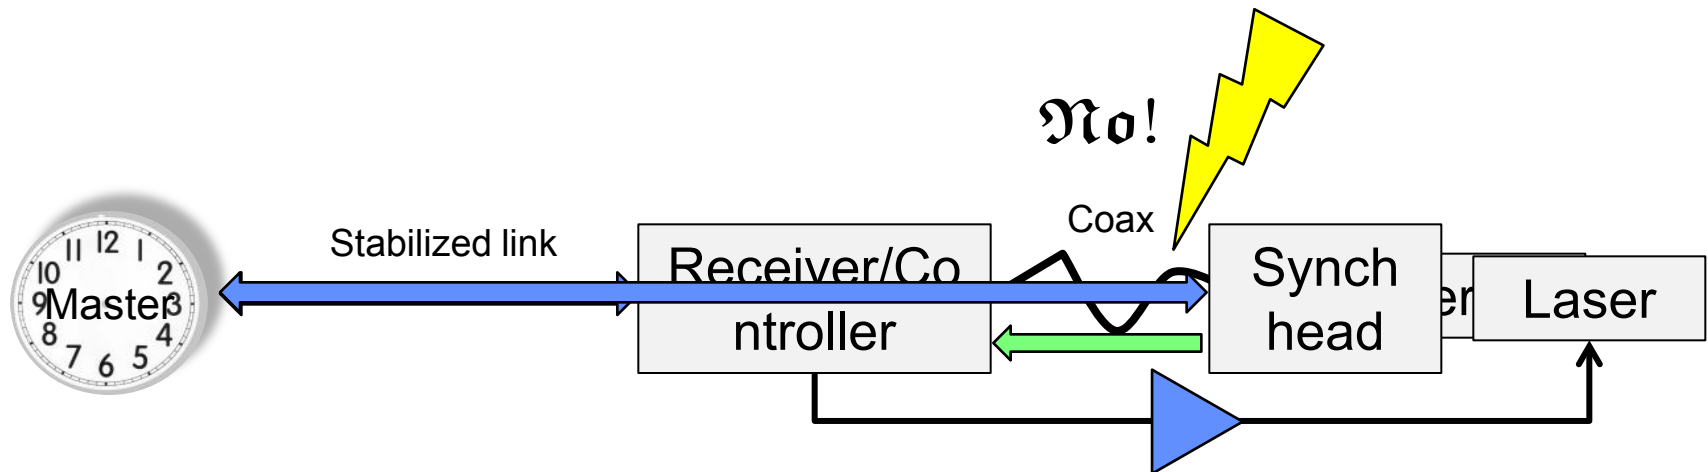 No!
Coax
Stabilized link
12
11
1
10
2
9
Master
3
8
4
7
5
6
Receiver/Co
ntroller
Synch
head
er
Laser